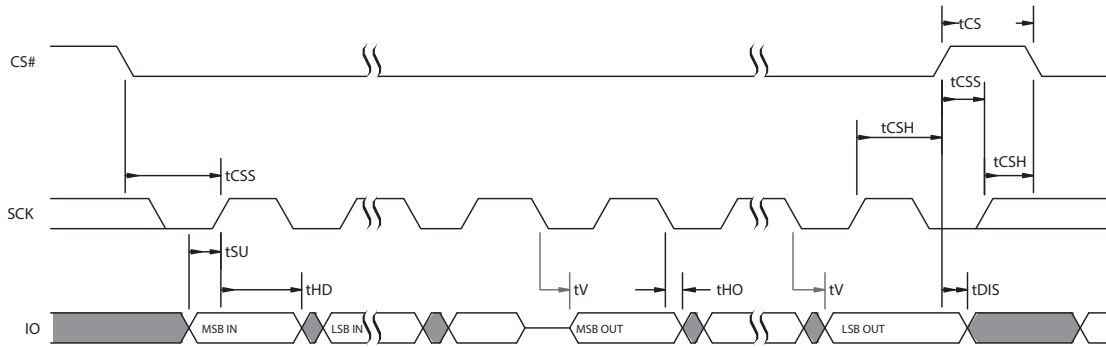 tCS
CS#
tCSS
tCSH
tCSH
tCSS
SCK
tSU
tHD
tV
tHO
tV
tDIS
IO
MSB IN
LSB IN
MSB OUT
LSB OUT